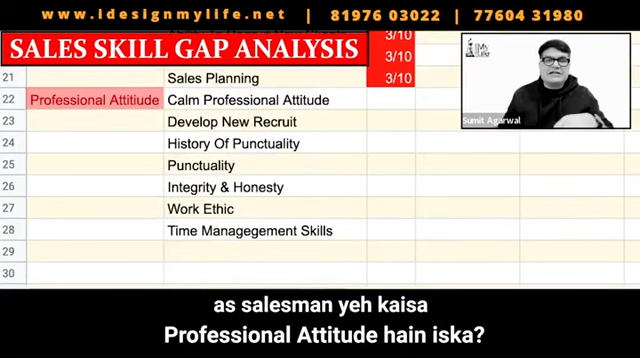 www.idesignmylife.net | 81976 03022 | 77604 31980
SALES SKILL GAP ANALYSIS
3/10
3/10
21 Sales Planning 3/10
22 Professional Attitiude Calm Professional Attitude
23 Develop New Recruit
24 History Of Punctuality
25 Punctuality
26 Integrity & Honesty
27 Work Ethic
28 Time Managegement Skills
29
30
Sumit Agarwal
as salesman yeh kaisa
Professional Attitude hain iska?